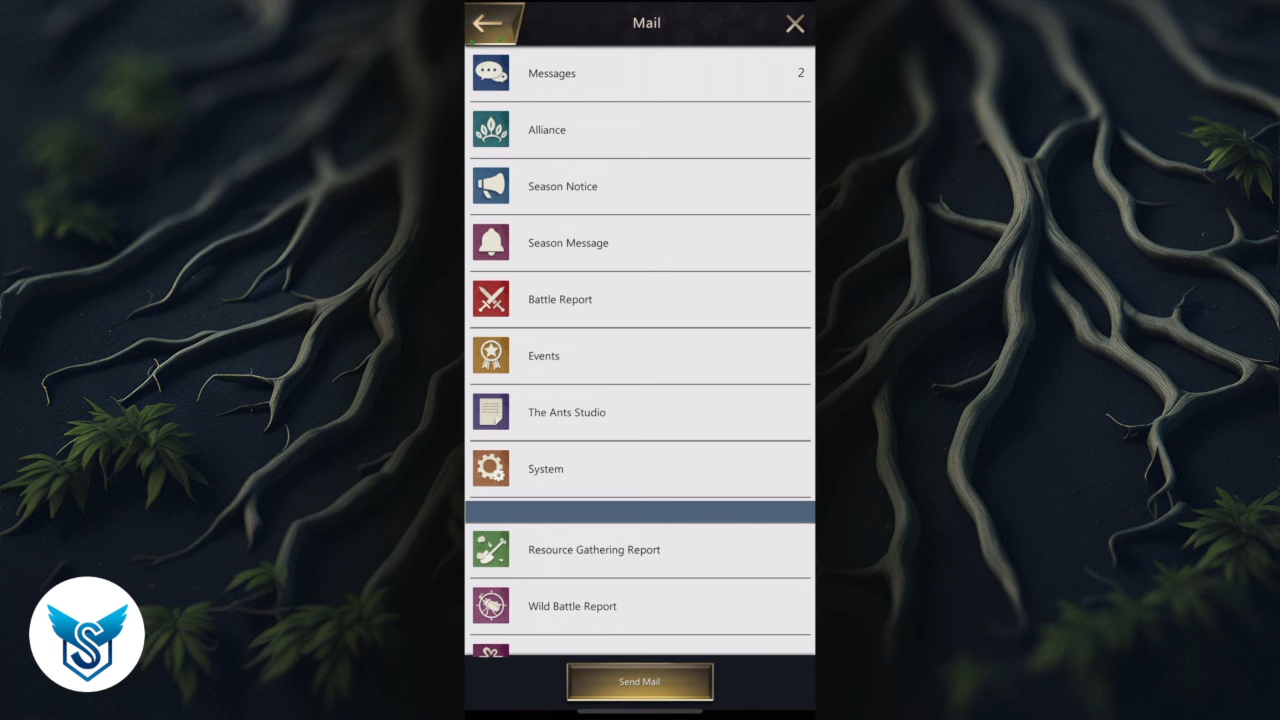 Mail
Messages 2
Alliance
Season Notice
Season Message
Battle Report
Events
The Ants Studio
System
Resource Gathering Report
Wild Battle Report
Send Mail
S